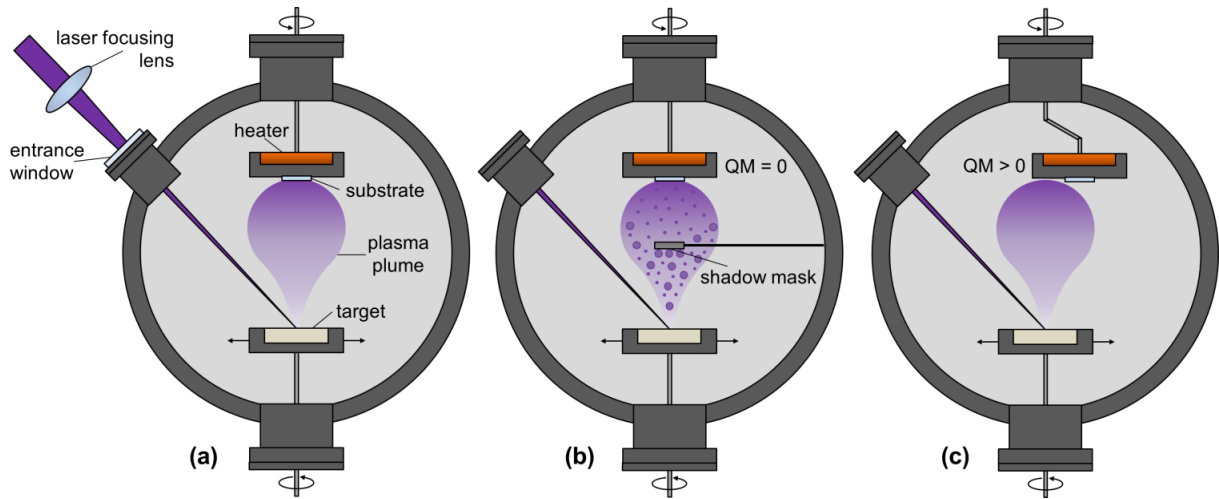 laser focusing
lens
entrance
window
heater
substrate
plasma
plume
target
(a)
QM = 0
shadow mask
(b)
QM > 0
(c)